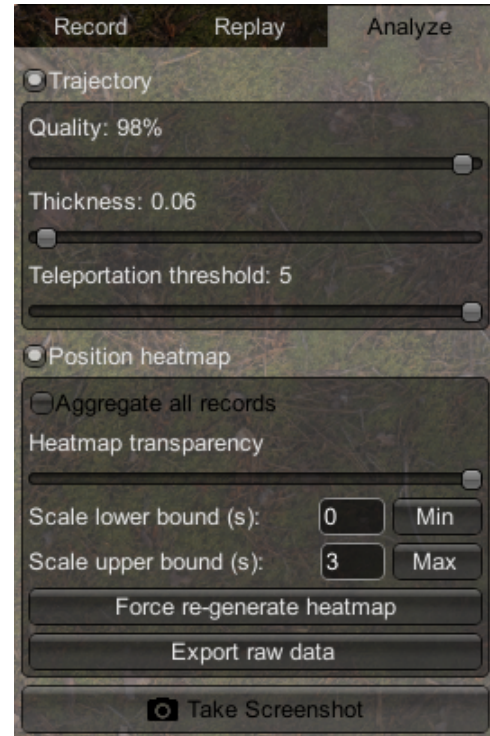 Record Replay Analyze
Trajectory
Quality: 98%
Thickness: 0.06
Teleportation threshold: 5
Position heatmap
Aggregate all records
Heatmap transparency
Scale lower bound (s): 0 Min
Scale upper bound (s): 3 Max
Force re-generate heatmap
Export raw data
Take Screenshot